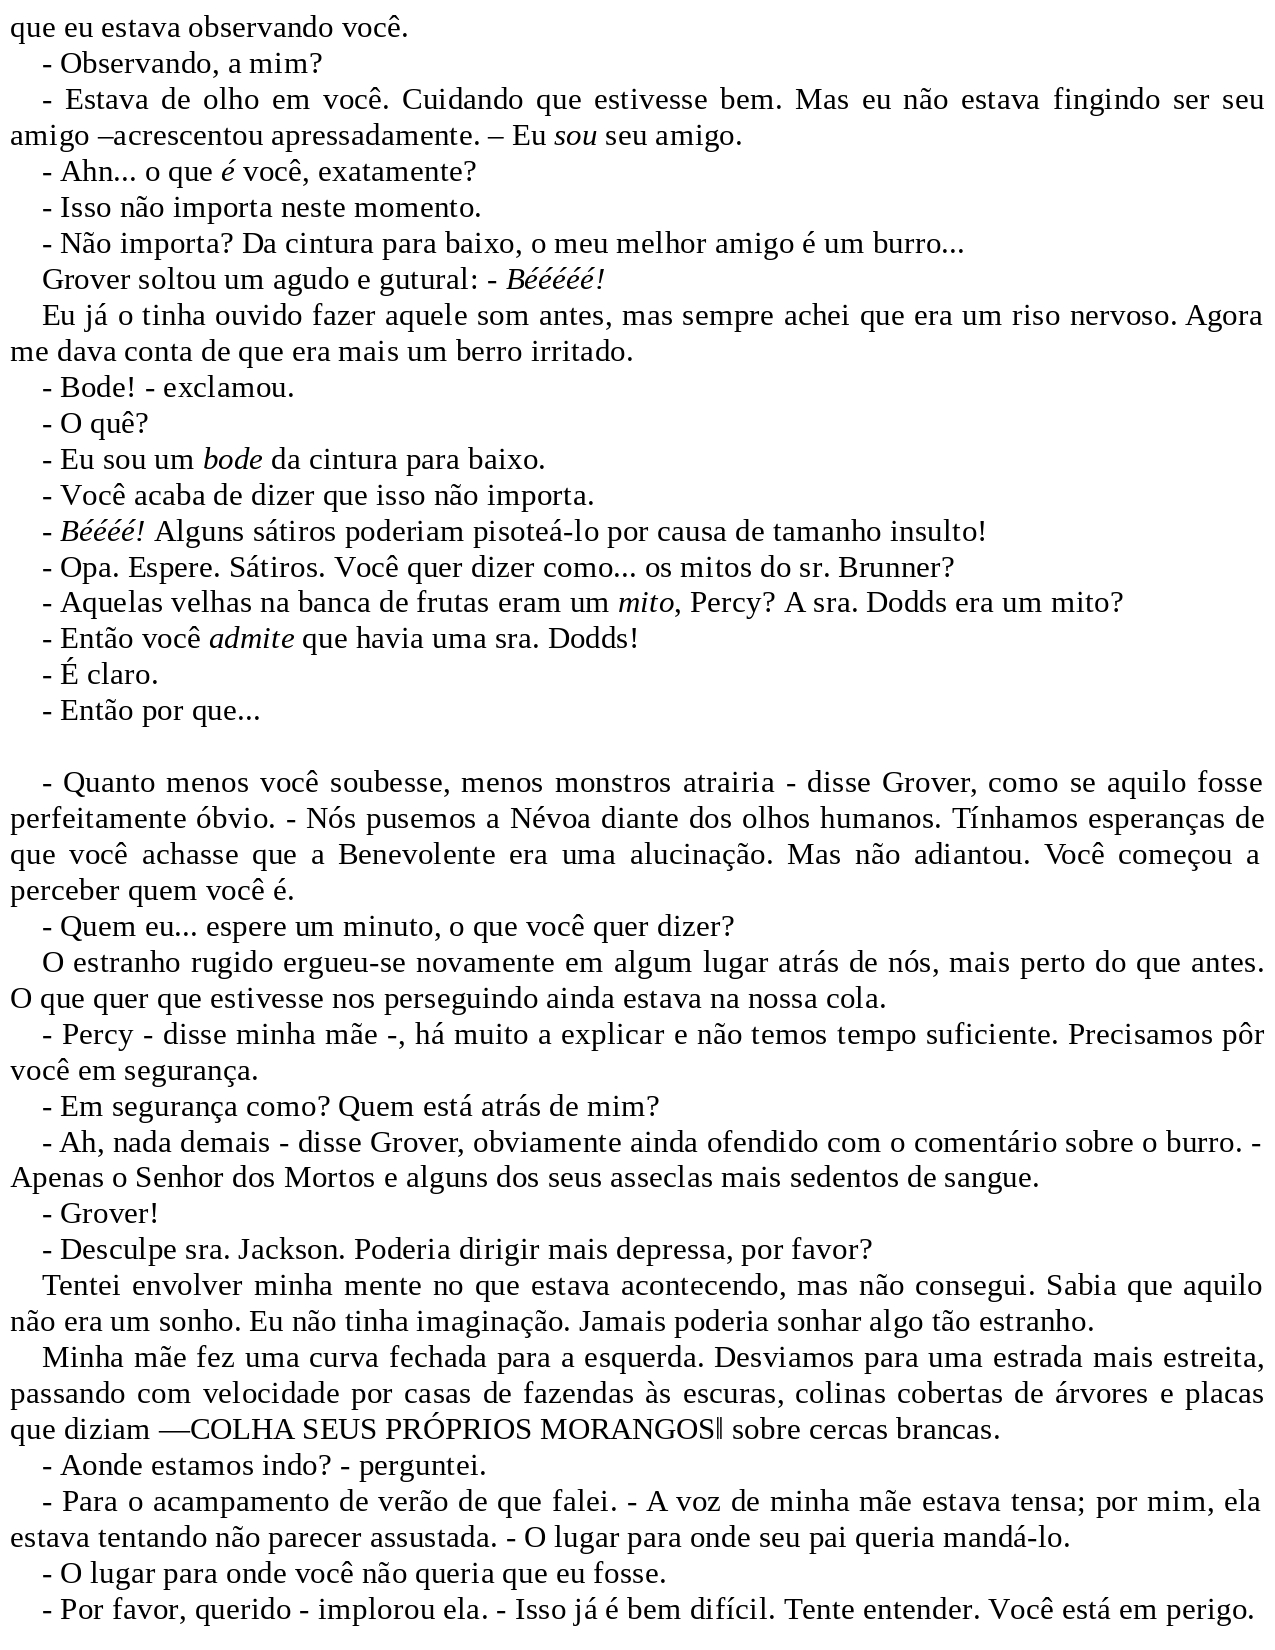 que eu estava observando você.
- Observando, a mim?
- Estava de olho em você. Cuidando que estivesse bem. Mas eu não estava fingindo ser seu
amigo –acrescentou apressadamente. – Eu sou seu amigo.
- Ahn... o que é você, exatamente?
- Isso não importa neste momento.
- Não importa? Da cintura para baixo, o meu melhor amigo é um burro...
Grover soltou um agudo e gutural: - Bééééé!
Eu já o tinha ouvido fazer aquele som antes, mas sempre achei que era um riso nervoso. Agora
me dava conta de que era mais um berro irritado.
- Bode! - exclamou.
- O quê?
- Eu sou um bode da cintura para baixo.
- Você acaba de dizer que isso não importa.
- Béééé! Alguns sátiros poderiam pisoteá-lo por causa de tamanho insulto!
- Opa. Espere. Sátiros. Você quer dizer como... os mitos do sr. Brunner?
- Aquelas velhas na banca de frutas eram um mito, Percy? A sra. Dodds era um mito?
- Então você admite que havia uma sra. Dodds!
- É claro.
- Então por que...
- Quanto menos você soubesse, menos monstros atrairia - disse Grover, como se aquilo fosse
perfeitamente óbvio. - Nós pusemos a Névoa diante dos olhos humanos. Tínhamos esperanças de
que você achasse que a Benevolente era uma alucinação. Mas não adiantou. Você começou a
perceber quem você é.
- Quem eu... espere um minuto, o que você quer dizer?
O estranho rugido ergueu-se novamente em algum lugar atrás de nós, mais perto do que antes.
O que quer que estivesse nos perseguindo ainda estava na nossa cola.
- Percy - disse minha mãe -, há muito a explicar e não temos tempo suficiente. Precisamos pôr
você em segurança.
- Em segurança como? Quem está atrás de mim?
- Ah, nada demais - disse Grover, obviamente ainda ofendido com o comentário sobre o burro. -
Apenas o Senhor dos Mortos e alguns dos seus asseclas mais sedentos de sangue.
- Grover!
- Desculpe sra. Jackson. Poderia dirigir mais depressa, por favor?
Tentei envolver minha mente no que estava acontecendo, mas não consegui. Sabia que aquilo
não era um sonho. Eu não tinha imaginação. Jamais poderia sonhar algo tão estranho.
Minha mãe fez uma curva fechada para a esquerda. Desviamos para uma estrada mais estreita,
passando com velocidade por casas de fazendas às escuras, colinas cobertas de árvores e placas
que diziam ―COLHA SEUS PRÓPRIOS MORANGOS‖ sobre cercas brancas.
- Aonde estamos indo? - perguntei.
- Para o acampamento de verão de que falei. - A voz de minha mãe estava tensa; por mim, ela
estava tentando não parecer assustada. - O lugar para onde seu pai queria mandá-lo.
- O lugar para onde você não queria que eu fosse.
- Por favor, querido - implorou ela. - Isso já é bem difícil. Tente entender. Você está em perigo.